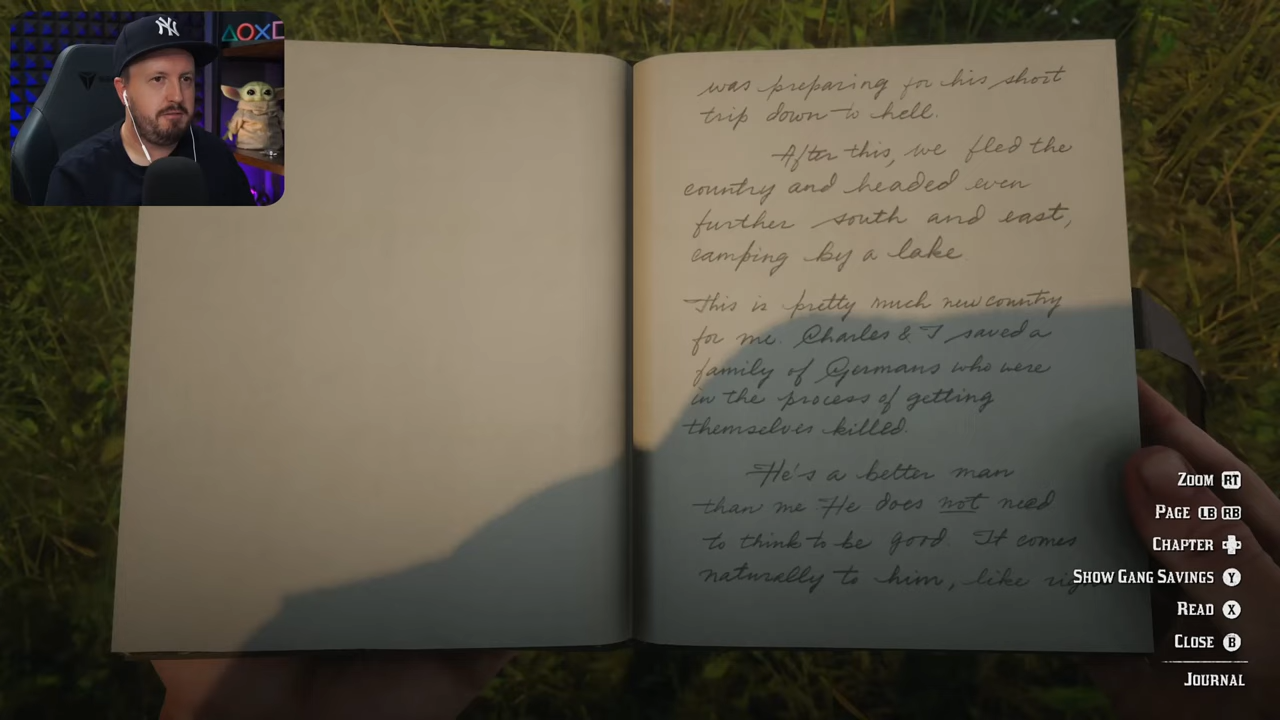 NY
△OX□
was preparing for his short
trip down to hell.
After this, we fled the
country and headed even
further south and east,
camping by a lake
This is pretty much new country
for me. Charles & I saved a
family of Germans who were
in the process of getting
themselves killed.
He's a better man
than me. He does not need
to think to be good. It comes
naturally to him, like
ZOOM RT
PAGE LB RB
CHAPTER
SHOW GANG SAVINGS Y
READ X
CLOSE B
JOURNAL